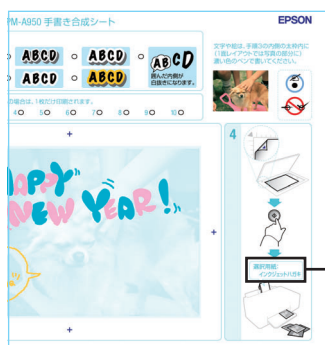 PM-A950 手書き合成シート
EPSON
文字や絵は、手順3の内側の太枠内に
(1面レイアウトでは写真の部分に)
濃い色のペンで書いてください。
ABCD
ABCD
ABCD
囲んだ内側が
白抜きになります。
ABCD
ABCD
の場合は、1枚だけ印刷されます。
4 5 6 7 8 9 10
4
HAPPY
NEW YEAR!
選択用紙:
インクジェットハガキ